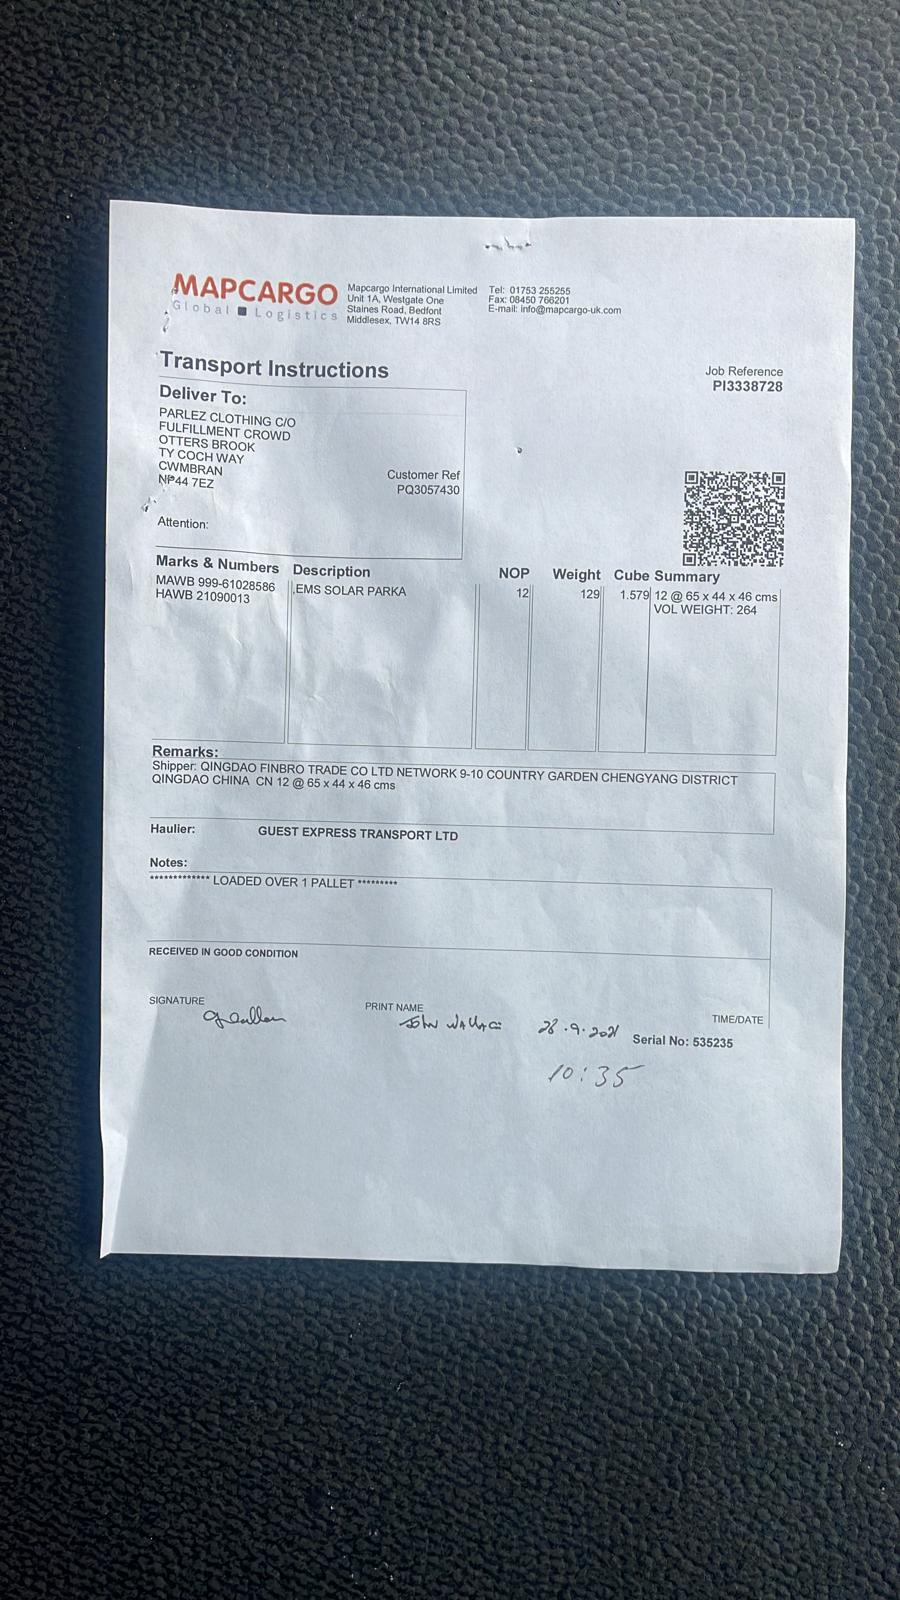 MAPCARGO
Global Logistics
Mapcargo International Limited
Unit 1A, Westgate One
Staines Road, Bedfont
Middlesex, TW14 8RS
Tel: 01753 255255
Fax: 08450 766201
E-mail: info@mapcargo-uk.com
Transport Instructions
Job Reference
PI3338728
Deliver To:
PARLEZ CLOTHING C/O
FULFILLMENT CROWD
OTTERS BROOK
TY COCH WAY
CWMBRAN
NP44 7EZ
Customer Ref
PQ3057430
Attention:
Marks & Numbers Description NOP Weight Cube Summary
MAWB 999-61028586 ,EMS SOLAR PARKA 12 129 1.579 12 @ 65 x 44 x 46 cms
HAWB 21090013 VOL WEIGHT: 264
Remarks:
Shipper: QINGDAO FINBRO TRADE CO LTD NETWORK 9-10 COUNTRY GARDEN CHENGYANG DISTRICT
QINGDAO CHINA CN 12 @ 65 x 44 x 46 cms
Haulier: GUEST EXPRESS TRANSPORT LTD
Notes:
************* LOADED OVER 1 PALLET *********
RECEIVED IN GOOD CONDITION
SIGNATURE PRINT NAME TIME/DATE
JOHN 28.9.2021
Serial No: 535235
10:35